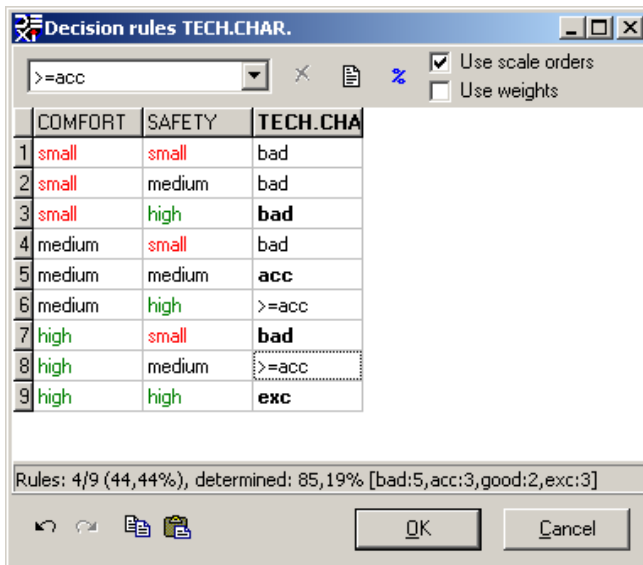 Decision rules TECH.CHAR.
>=acc
%
Use scale orders
Use weights
COMFORT SAFETY TECH.CHA
1 small small bad
2 small medium bad
3 small high bad
4 medium small bad
5 medium medium acc
6 medium high >=acc
7 high small bad
8 high medium >=acc
9 high high exc
Rules: 4/9 (44,44%), determined: 85,19% [bad:5,acc:3,good:2,exc:3]
OK Cancel